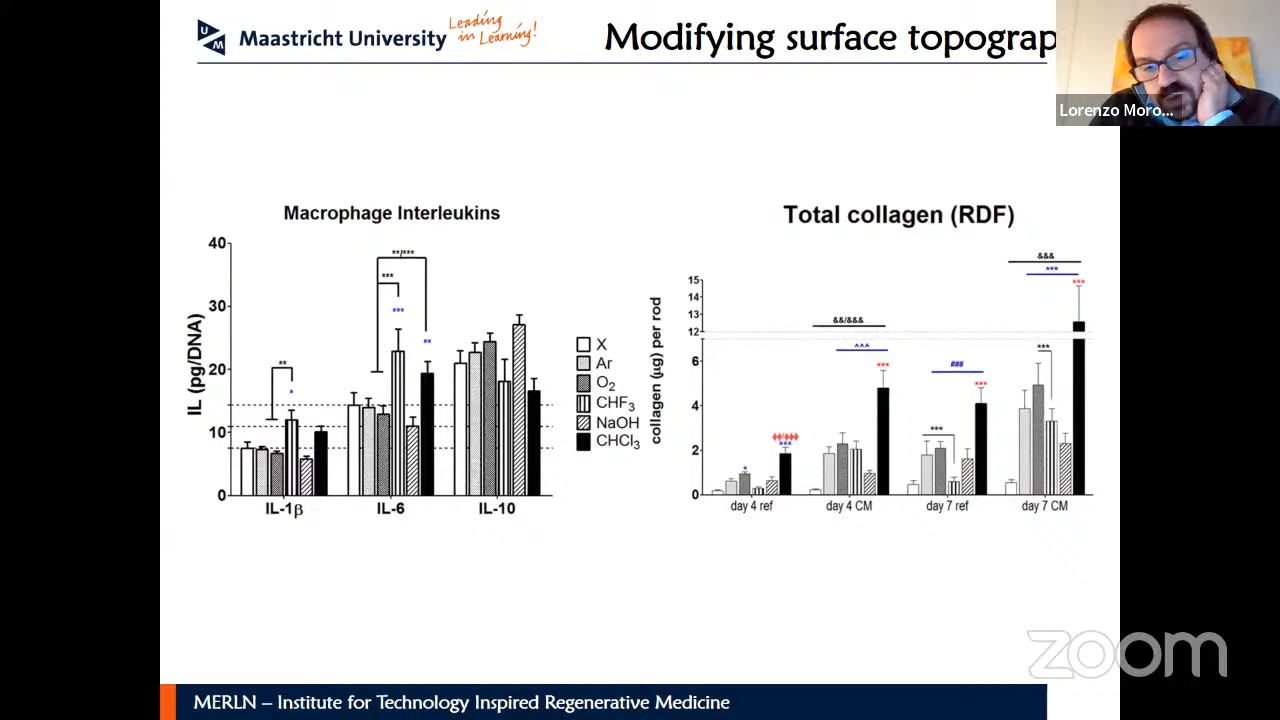 Maastricht University
Leading
in Learning!
Modifying surface topograp
Lorenzo Moro...
Macrophage Interleukins
IL (pg/DNA)
40
30
20
10
0
**
*
**/***
***
***
**
IL-1β
IL-6
IL-10
X
Ar
O₂
CHF₃
NaOH
CHCl₃
Total collagen (RDF)
collagen (µg) per rod
15
14
13
12
6
4
2
0
*
ϕϕ/ϕϕϕ
***
&&/&&&
^^^
***
***
###
***
&&&
***
***
***
day 4 ref
day 4 CM
day 7 ref
day 7 CM
zoom
MERLN – Institute for Technology Inspired Regenerative Medicine